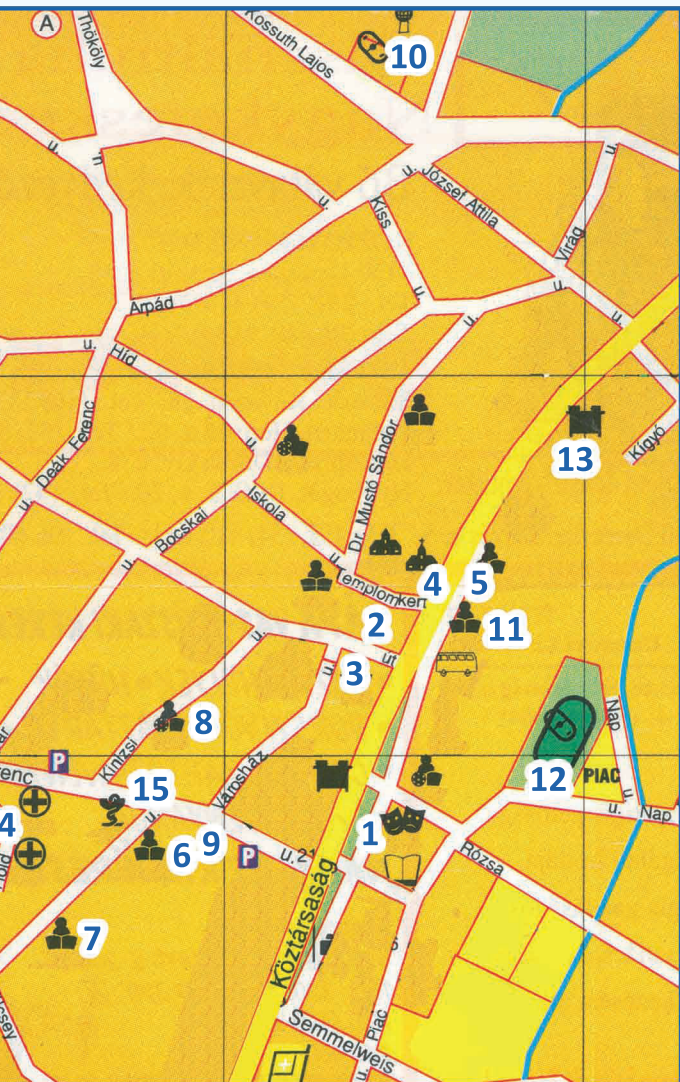 A
Thököly
u.
Kossuth Lajos
10
u.
u.
u.
u.
József Attila
u.
Kiss
u.
Virág
u.
u.
u.
Árpád
u.
Híd
u.
Deák Ferenc
u.
Dr. Mustó Sándor
13
Kígyó
Iskola
u.
Bocskai
u.
Templomkert
4
5
2
11
u.
út
3
u.
8
Kinizsi
Városház
Nap
12
PIAC
u.
u.
Nap
P
15
u.
6
9
P
u.
1
Rózsa
7
Köztársaság
Piac
u.
Semmelweis